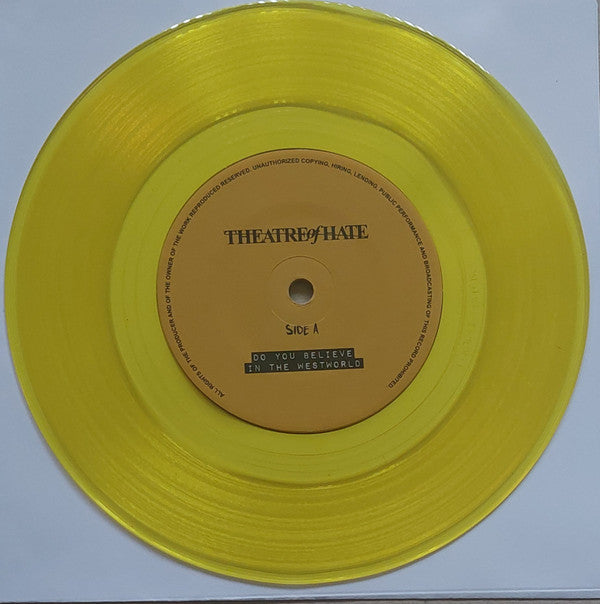 ALL RIGHTS OF THE PRODUCER AND OF THE OWNER OF THE WORK REPRODUCED RESERVED. UNAUTHORIZED COPYING, HIRING, LENDING, PUBLIC PERFORMANCE AND BROADCASTING OF THIS RECORD PROHIBITED
THEATRE of HATE
SIDE A
DO YOU BELIEVE
IN THE WESTWORLD